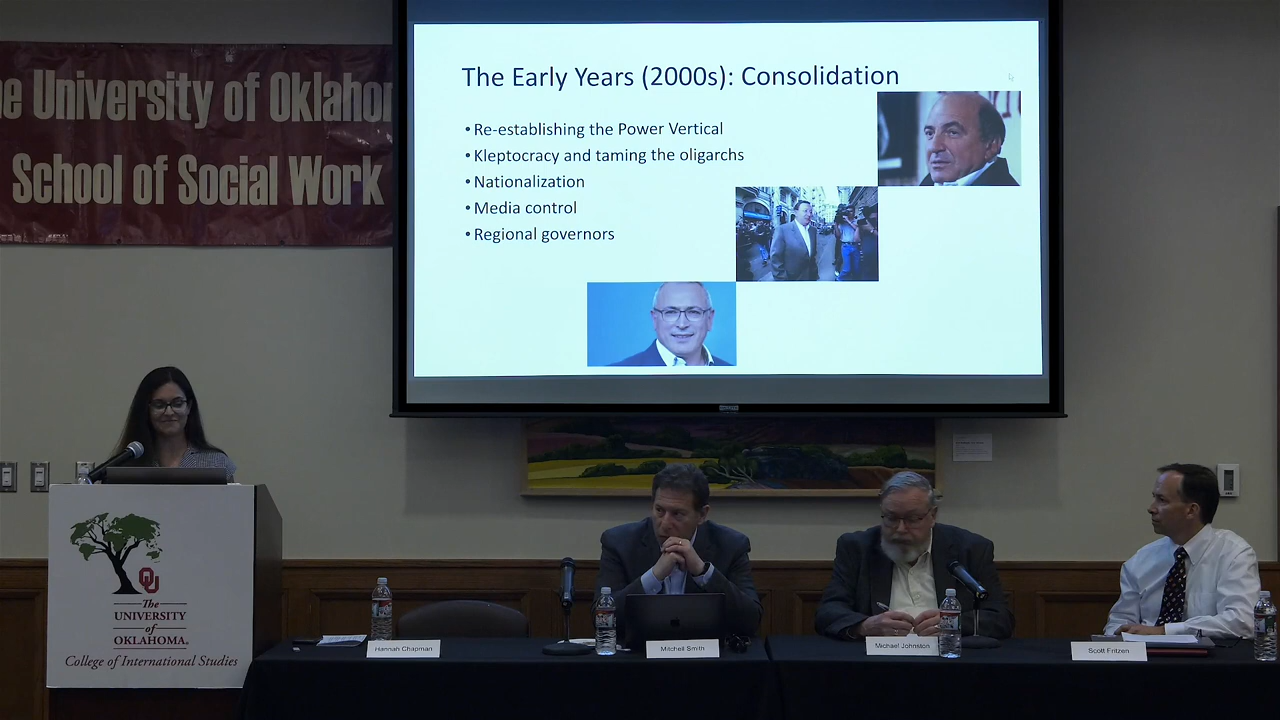 The Early Years (2000s): Consolidation
• Re-establishing the Power Vertical
• Kleptocracy and taming the oligarchs
• Nationalization
• Media control
• Regional governors
e University of Oklahor
School of Social Work
OU
The
UNIVERSITY
of
OKLAHOMA
College of International Studies
Hannah Chapman
Mitchell Smith
Michael Johnston
Scott Fritzen